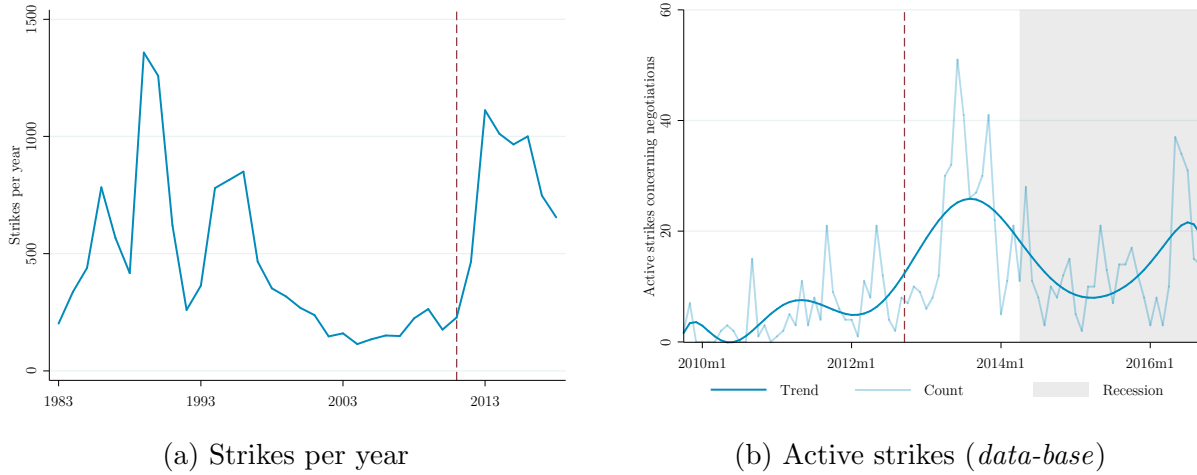 Strikes per year
1500
1000
500
0
1983
1993
2003
2013
(a) Strikes per year
Active strikes concerning negotiations
60
40
20
0
2010m1
2012m1
2014m1
2016m1
Trend
Count
Recession
(b) Active strikes (data-base)